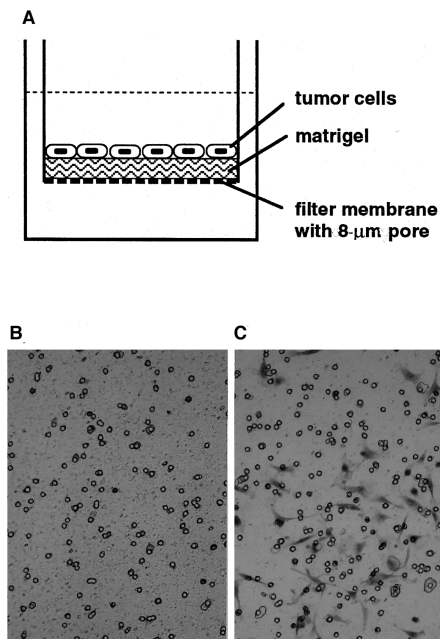 A
tumor cells
matrigel
filter membrane
with 8-μm pore
B
C